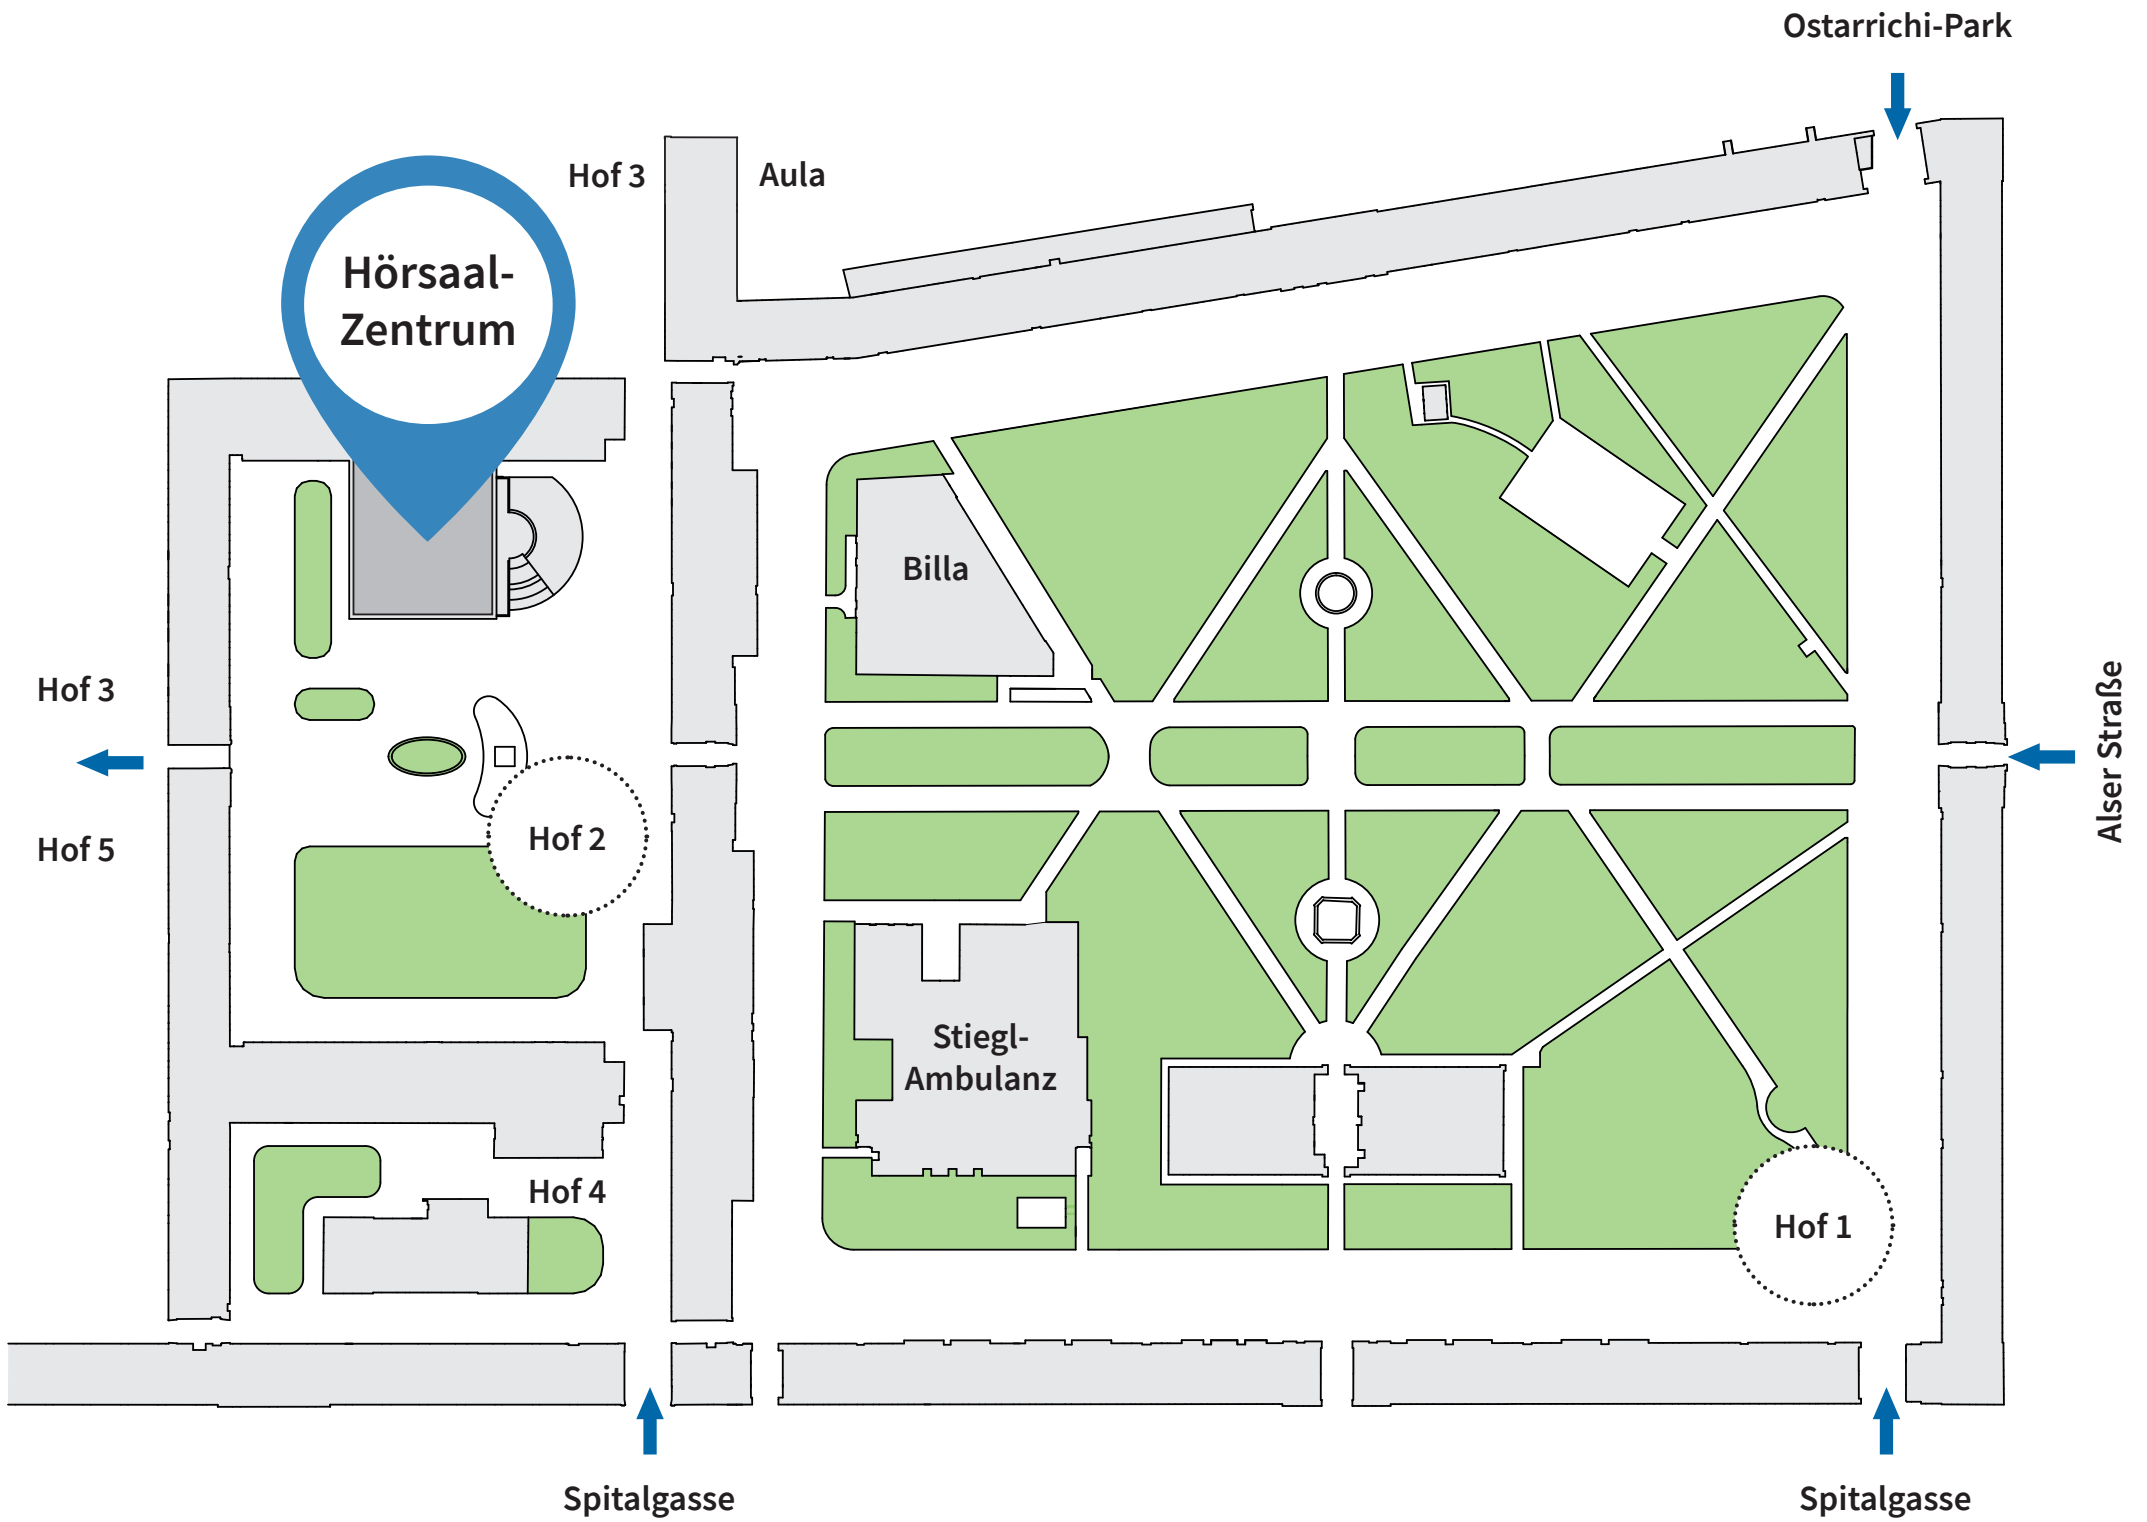 Ostarrichi-Park
Hof 3
Aula
Hörsaal-
Zentrum
Billa
Hof 3
Alser Straße
Hof 2
Hof 5
Stiegl-
Ambulanz
Hof 4
Hof 1
Spitalgasse
Spitalgasse